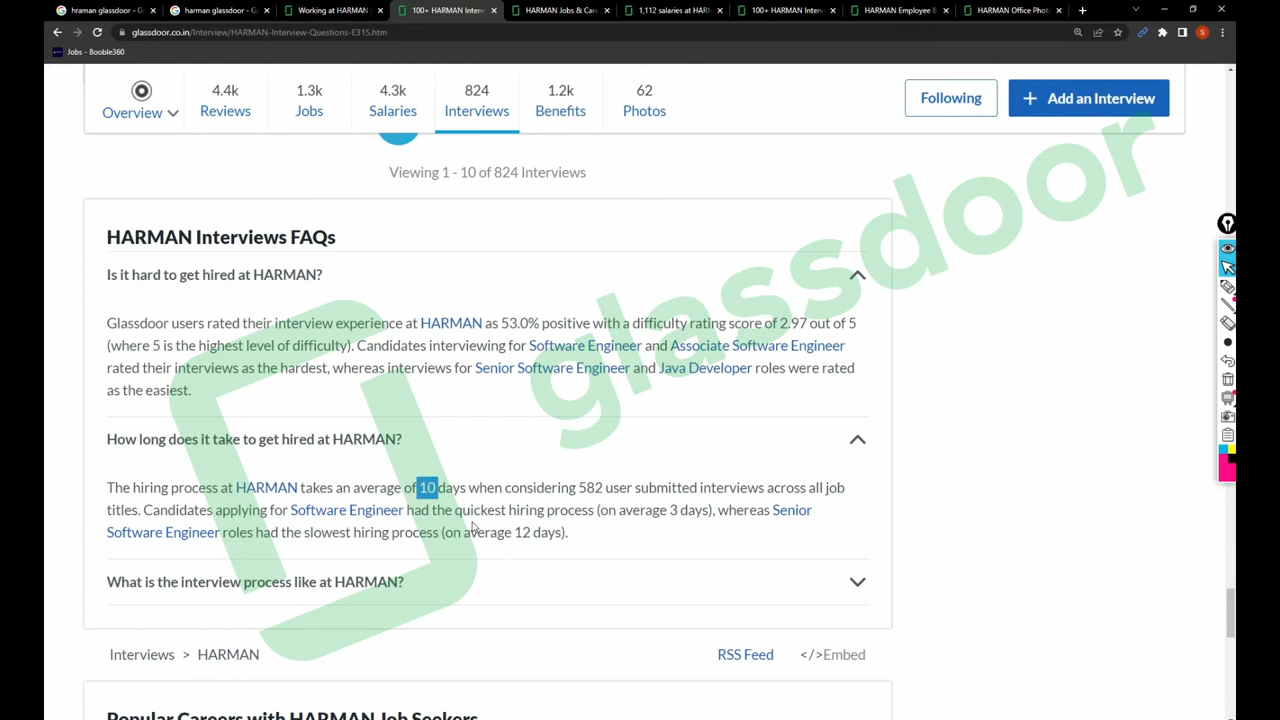 hraman glassdoor - G
harman glassdoor - G
Working at HARMAN
100+ HARMAN Interv
HARMAN Jobs & Care
1,112 salaries at HARM
100+ HARMAN Interv
HARMAN Employee B
HARMAN Office Phot
glassdoor.co.in/Interview/HARMAN-Interview-Questions-E315.htm
S
Jobs - Booble360
Overview
4.4k
Reviews
1.3k
Jobs
4.3k
Salaries
824
Interviews
1.2k
Benefits
62
Photos
Following
+ Add an Interview
Viewing 1 - 10 of 824 Interviews
glassdoor
HARMAN Interviews FAQs
Is it hard to get hired at HARMAN?
Glassdoor users rated their interview experience at HARMAN as 53.0% positive with a difficulty rating score of 2.97 out of 5
(where 5 is the highest level of difficulty). Candidates interviewing for Software Engineer and Associate Software Engineer
rated their interviews as the hardest, whereas interviews for Senior Software Engineer and Java Developer roles were rated
as the easiest.
How long does it take to get hired at HARMAN?
The hiring process at HARMAN takes an average of 10 days when considering 582 user submitted interviews across all job
titles. Candidates applying for Software Engineer had the quickest hiring process (on average 3 days), whereas Senior
Software Engineer roles had the slowest hiring process (on average 12 days).
What is the interview process like at HARMAN?
Interviews > HARMAN
RSS Feed
</>Embed
Popular Careers with HARMAN Job Seekers